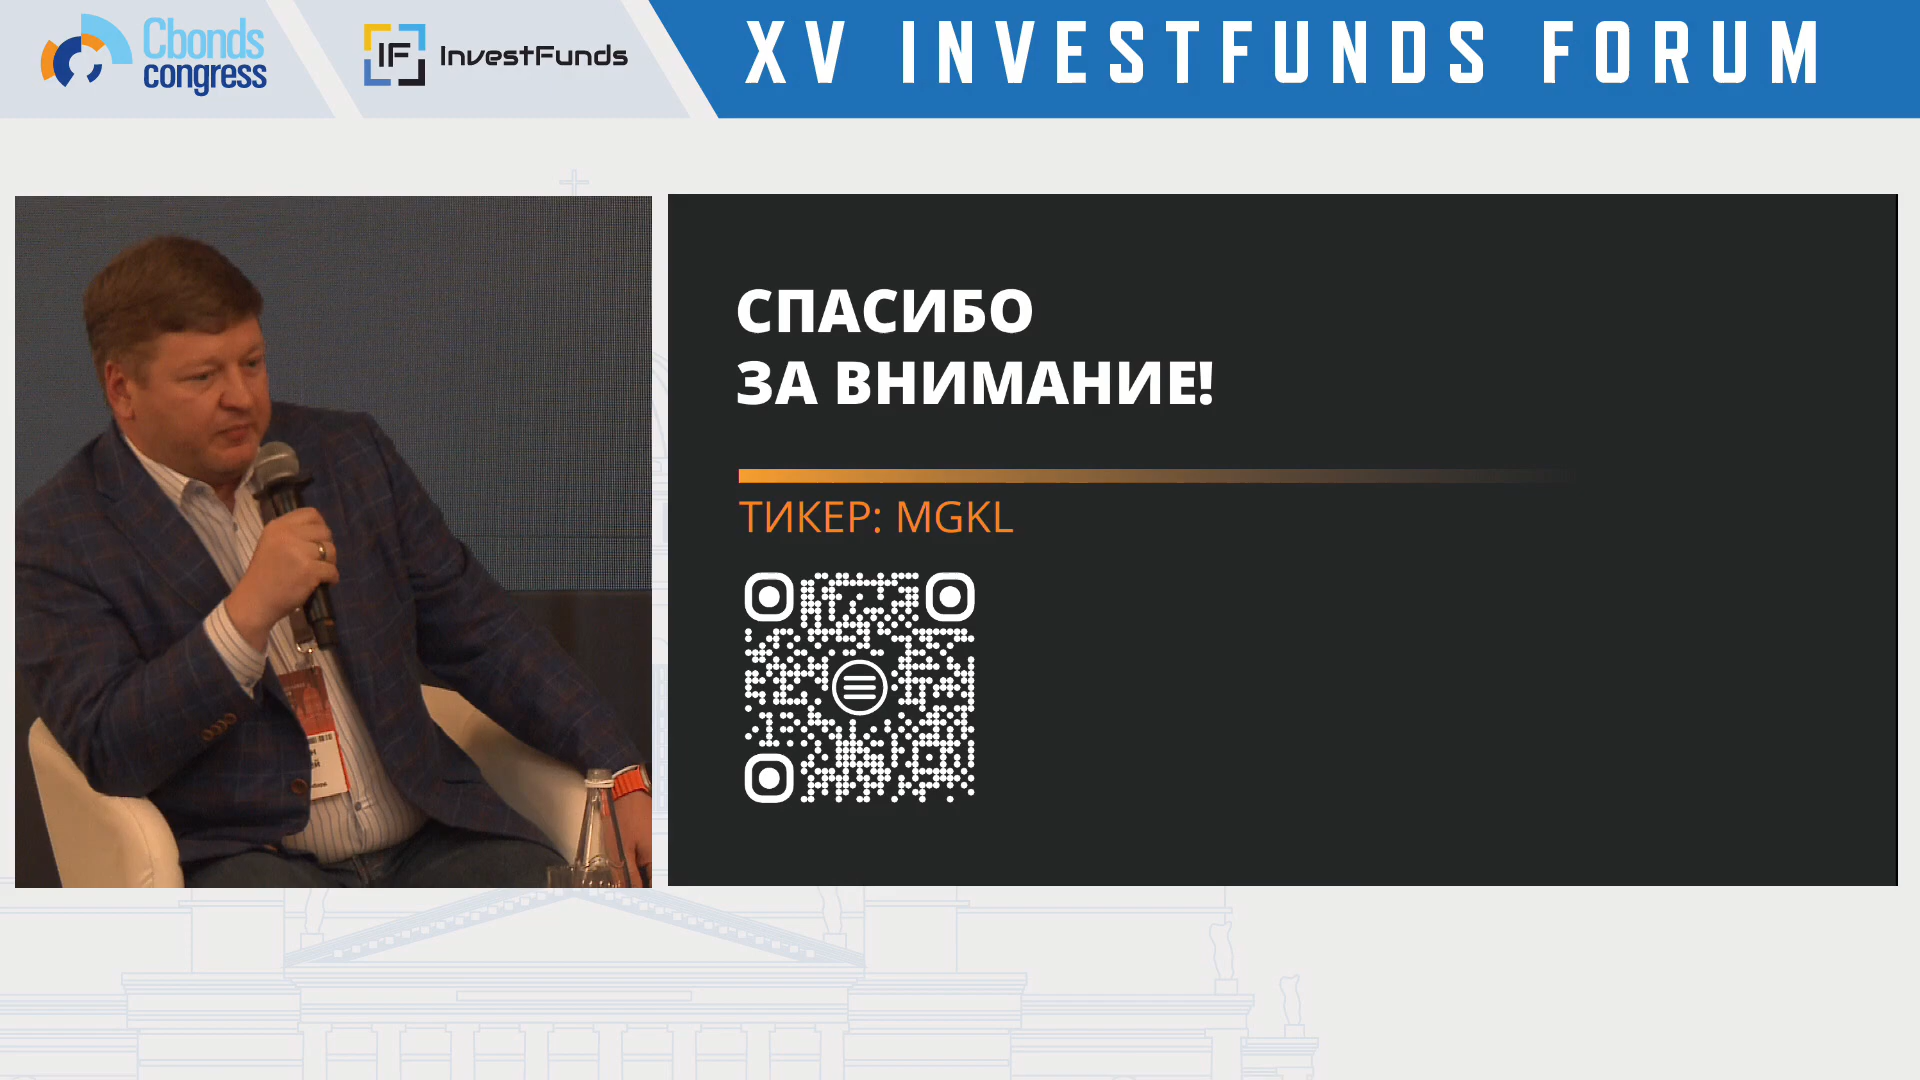 Cbonds
congress
IF InvestFunds
XV INVESTFUNDS FORUM
СПАСИБО
ЗА ВНИМАНИЕ!
ТИКЕР: MGKL